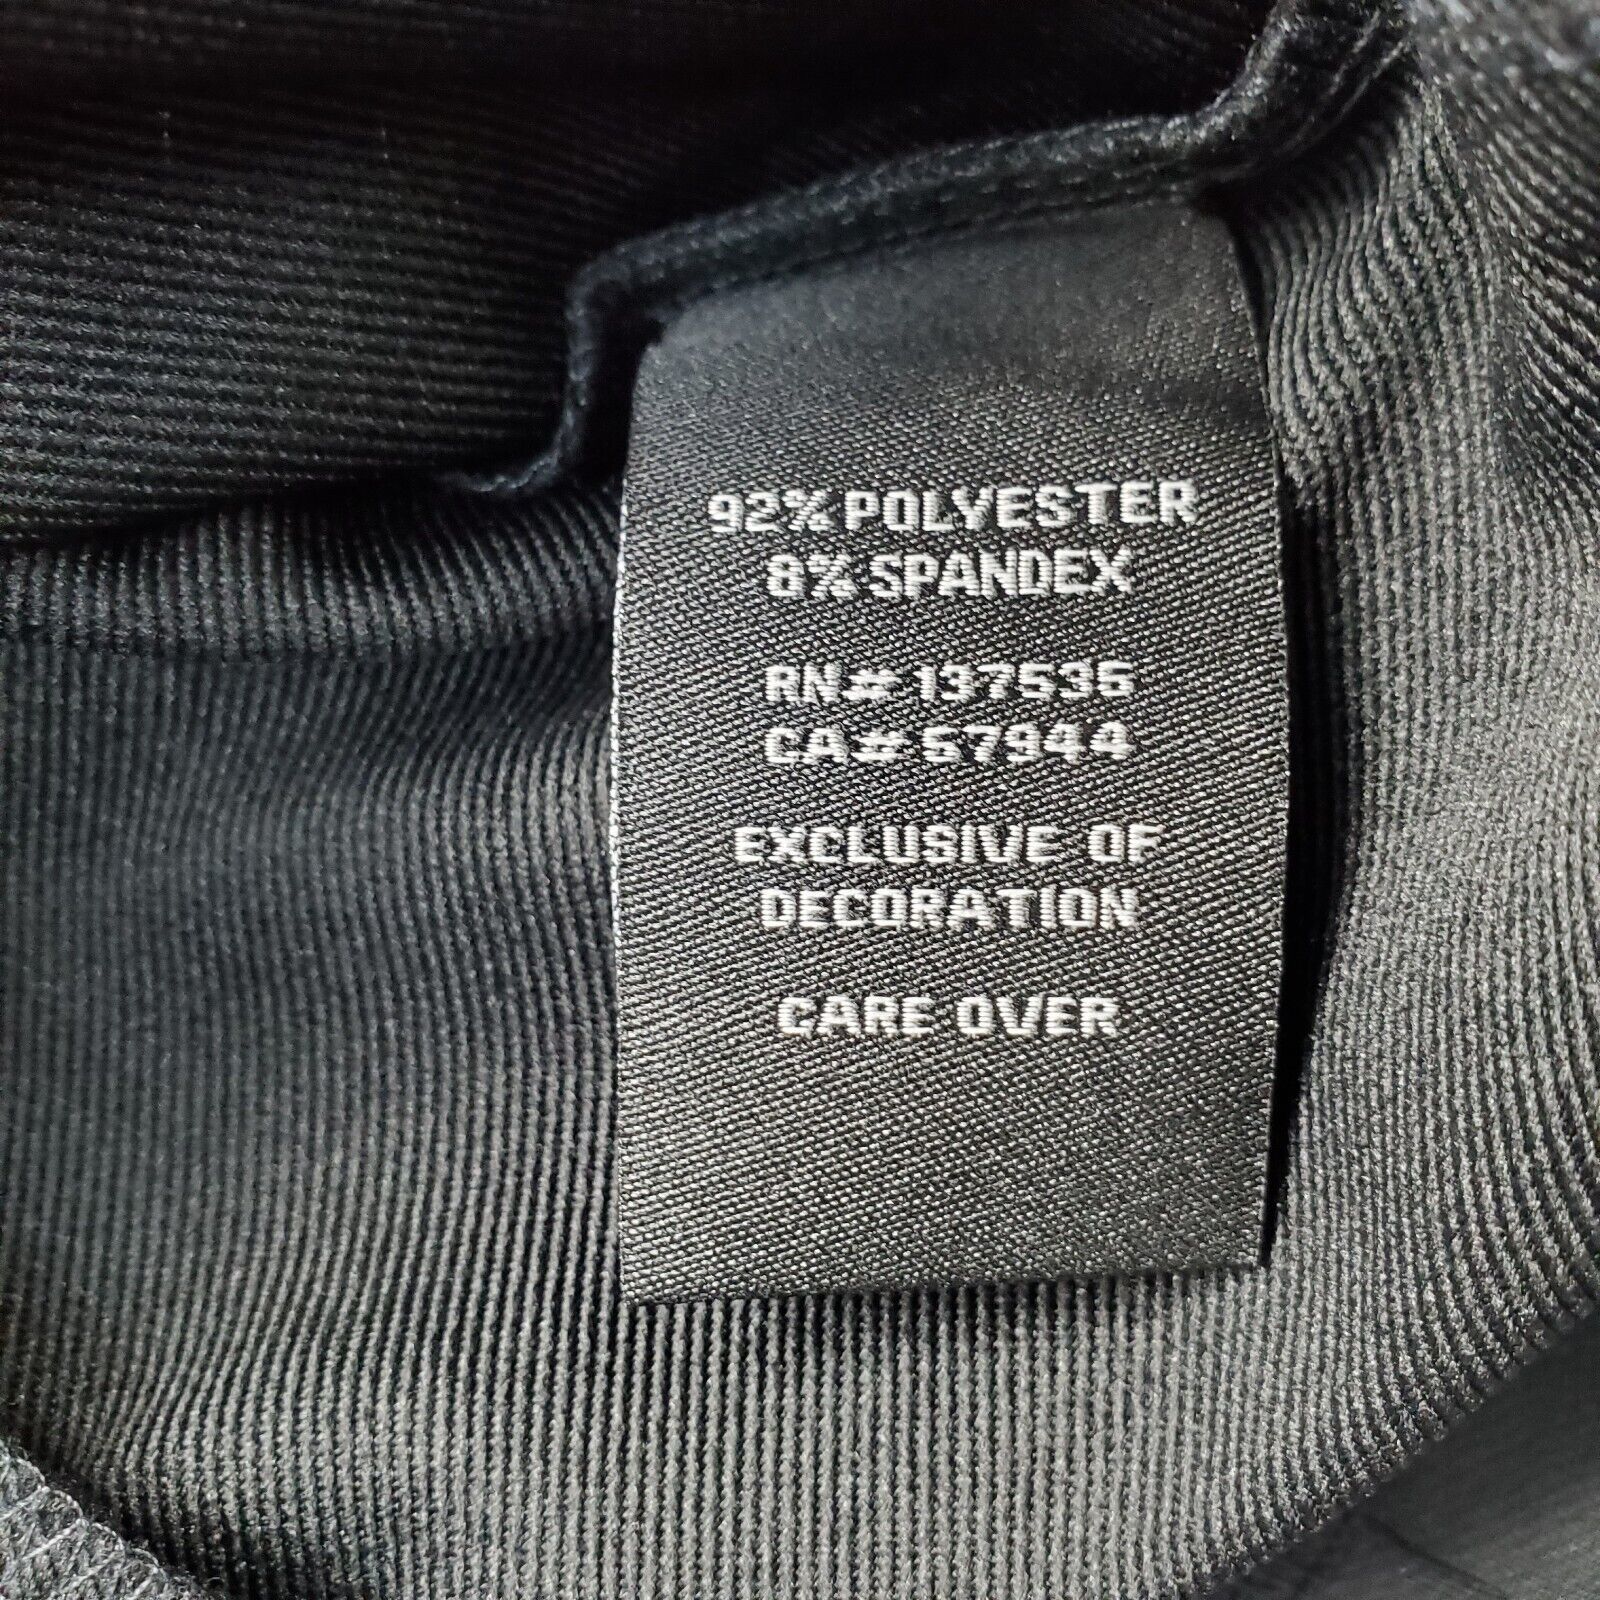 92% POLYESTER
8% SPANDEX
RN# 137535
CA# 57944
EXCLUSIVE OF
DECORATION
CARE OVER